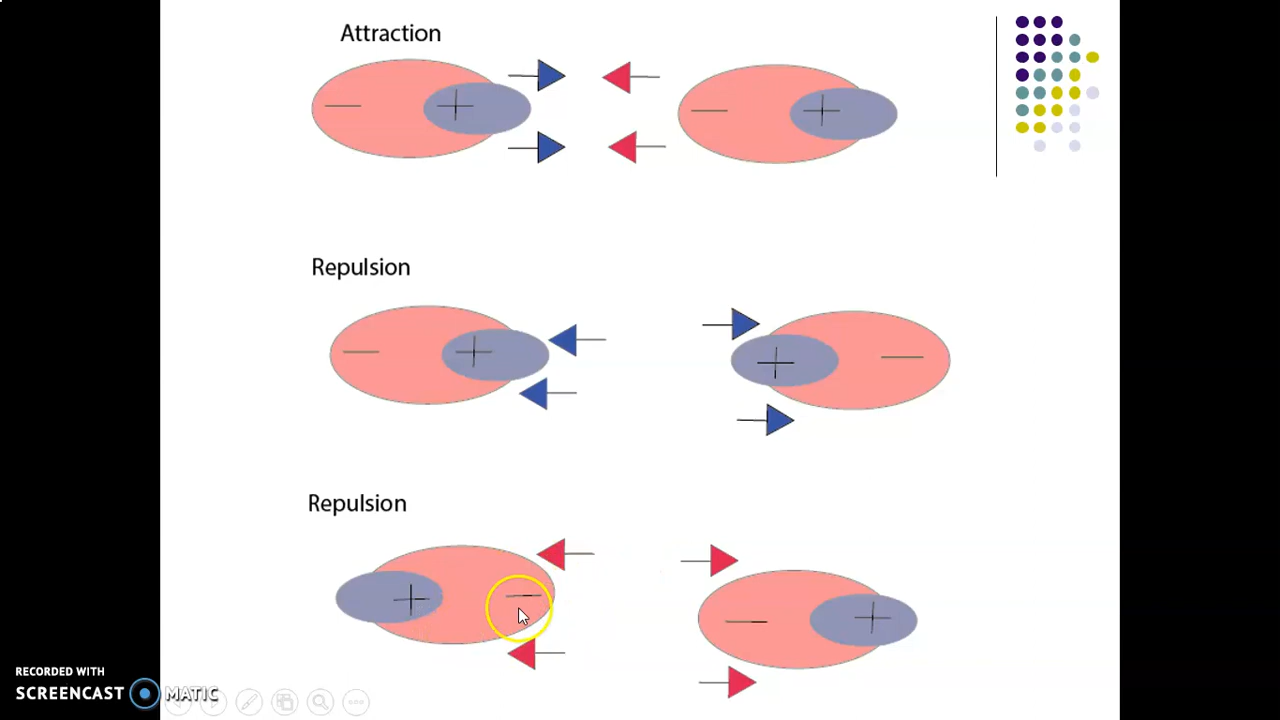 Attraction
— + — +
Repulsion
— + + —
Repulsion
+ — — +
RECORDED WITH
SCREENCAST MATIC